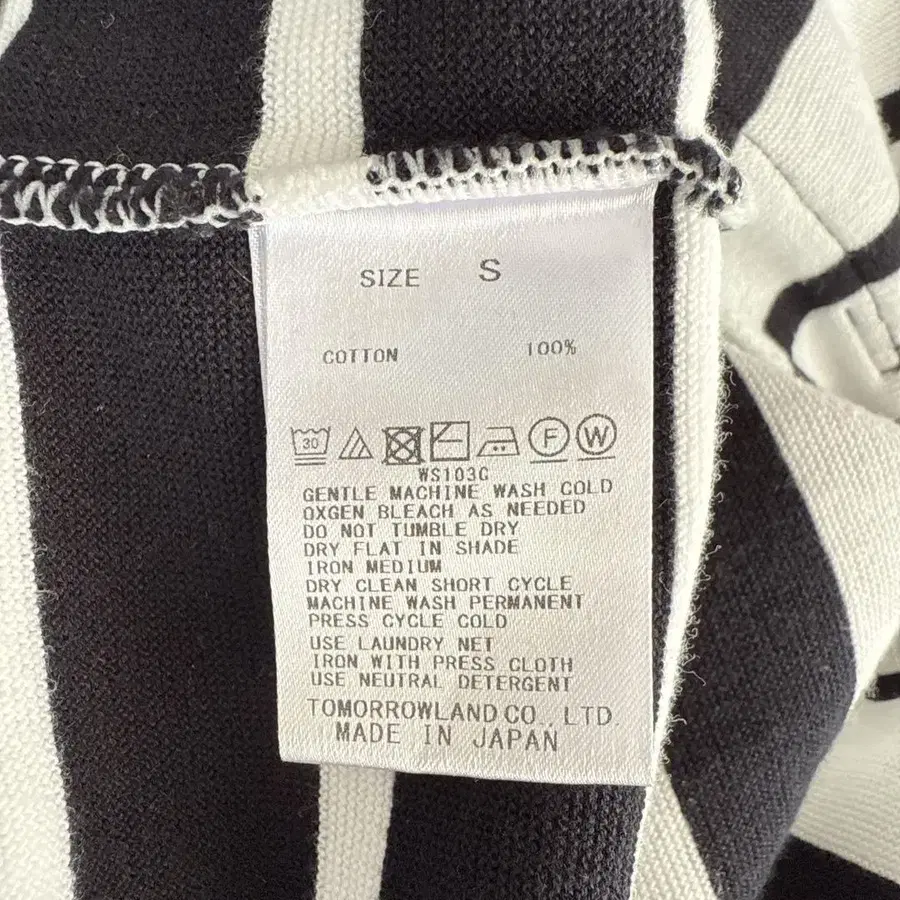 SIZE S
COTTON 100%
30 F W
WS103C
GENTLE MACHINE WASH COLD
OXGEN BLEACH AS NEEDED
DO NOT TUMBLE DRY
DRY FLAT IN SHADE
IRON MEDIUM
DRY CLEAN SHORT CYCLE
MACHINE WASH PERMANENT
PRESS CYCLE COLD
USE LAUNDRY NET
IRON WITH PRESS CLOTH
USE NEUTRAL DETERGENT
TOMORROWLAND CO., LTD.
MADE IN JAPAN